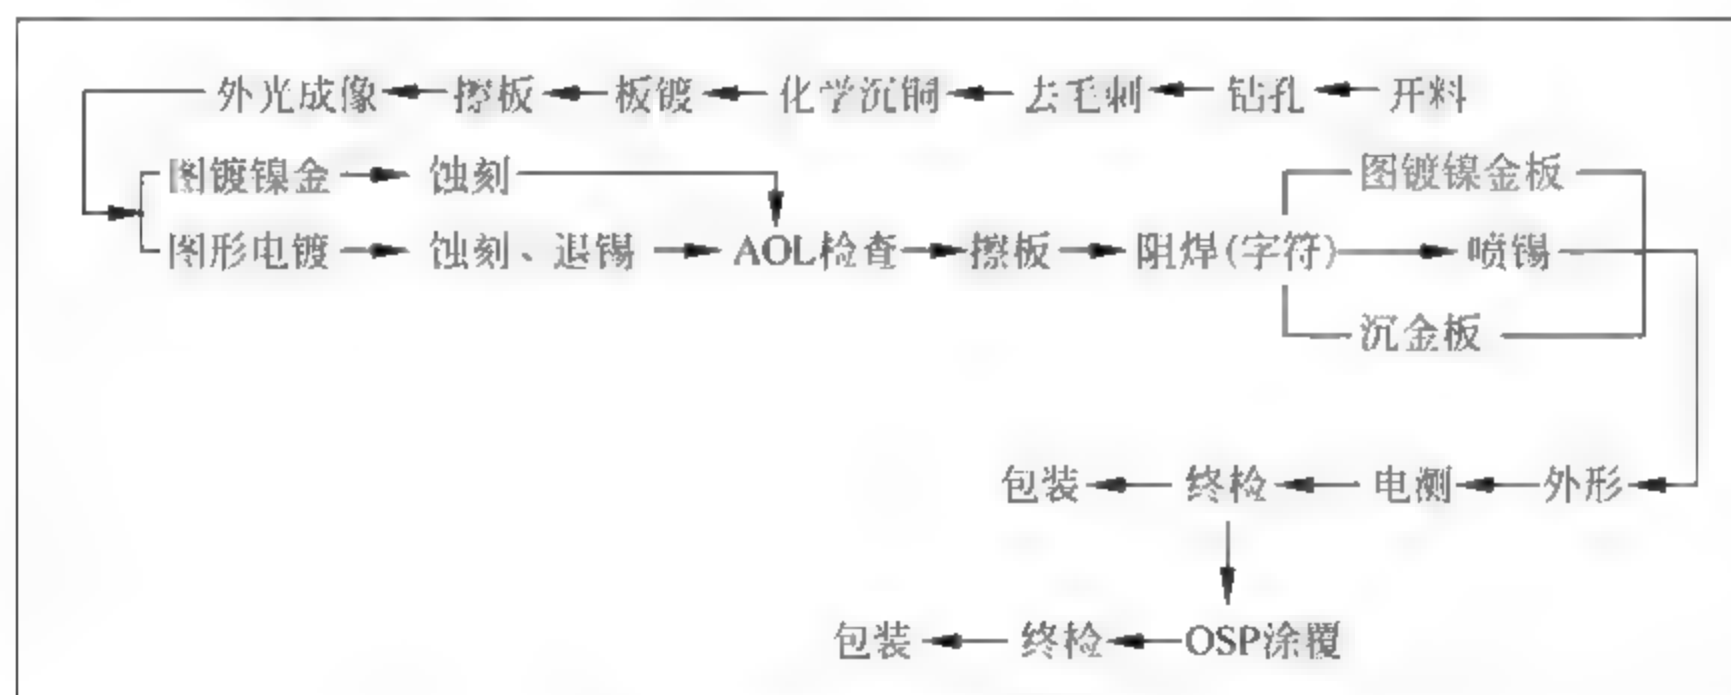 外光成像 擦板 板镀 化学沉铜 去毛刺 钻孔 开料
图镀镍金 蚀刻 图镀镍金板
图形电镀 蚀刻、退锡 AOL检查 擦板 阻焊(字符) 喷锡
沉金板
包装 终检 电测 外形
包装 终检 OSP涂覆